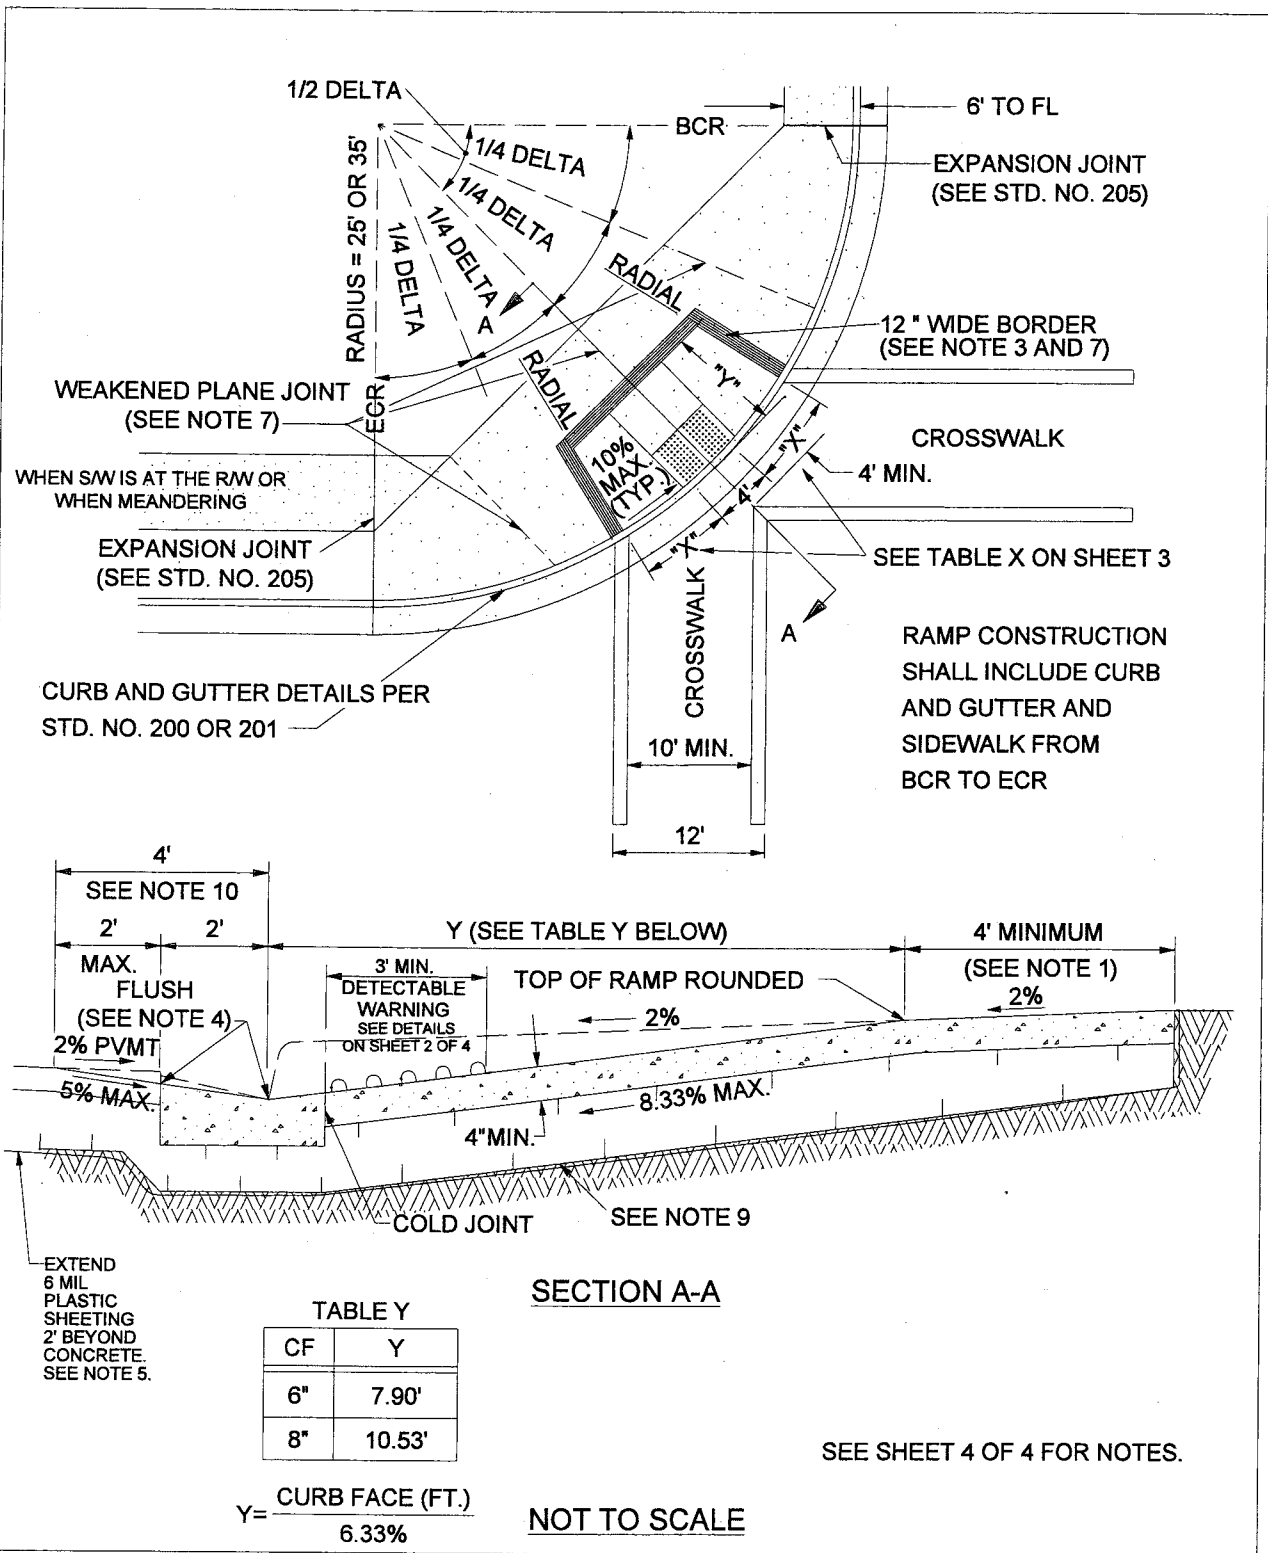 1/2 DELTA
BCR
6' TO FL
1/4 DELTA
1/4 DELTA
1/4 DELTA
1/4 DELTA
RADIUS = 25' OR 35'
EXPANSION JOINT
(SEE STD. NO. 205)
A
RADIAL
RADIAL
12 " WIDE BORDER
(SEE NOTE 3 AND 7)
WEAKENED PLANE JOINT
(SEE NOTE 7)
ECR
"Y"
10%
MAX.
(TYP.)
"X"
4'
"X"
CROSSWALK
4' MIN.
WHEN S/W IS AT THE R/W OR
WHEN MEANDERING
EXPANSION JOINT
(SEE STD. NO. 205)
SEE TABLE X ON SHEET 3
A
CROSSWALK
RAMP CONSTRUCTION
SHALL INCLUDE CURB
AND GUTTER AND
SIDEWALK FROM
BCR TO ECR
CURB AND GUTTER DETAILS PER
STD. NO. 200 OR 201
10' MIN.
12'
4'
SEE NOTE 10
2'
MAX.
2'
Y (SEE TABLE Y BELOW)
4' MINIMUM
(SEE NOTE 1)
FLUSH
(SEE NOTE 4)
3' MIN.
DETECTABLE
WARNING
SEE DETAILS
ON SHEET 2 OF 4
TOP OF RAMP ROUNDED
2%
2%
2% PVMT
5% MAX.
8.33% MAX.
4"MIN.
COLD JOINT
SEE NOTE 9
EXTEND
6 MIL
PLASTIC
SHEETING
2' BEYOND
CONCRETE.
SEE NOTE 5.
SECTION A-A
TABLE Y
CF Y
6" 7.90'
8" 10.53'
SEE SHEET 4 OF 4 FOR NOTES.
Y= CURB FACE (FT.)
6.33%
NOT TO SCALE